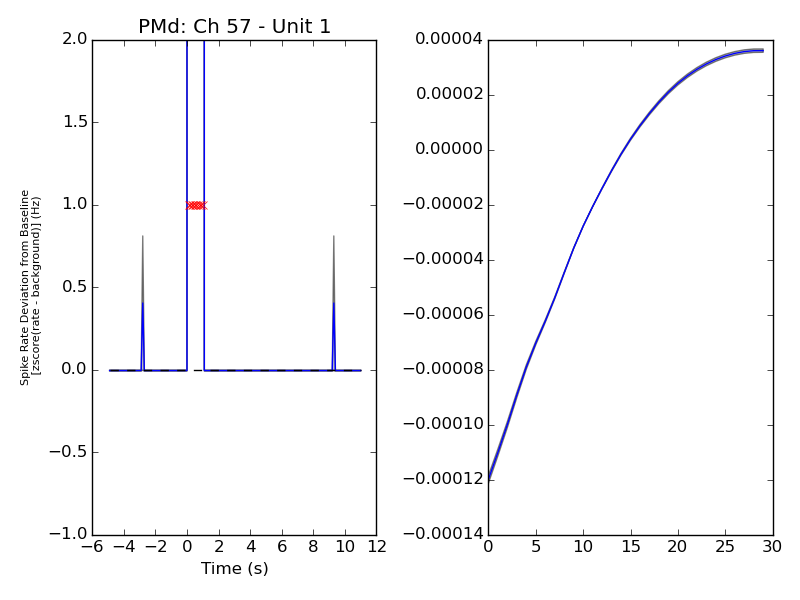 PMd: Ch 57 - Unit 1
Spike Rate Deviation from Baseline
[zscore(rate - background)] (Hz)
2.0
1.5
1.0
0.5
0.0
−0.5
−1.0
−6 −4 −2 0 2 4 6 8 10 12
Time (s)
0.00004
0.00002
0.00000
−0.00002
−0.00004
−0.00006
−0.00008
−0.00010
−0.00012
−0.00014
0 5 10 15 20 25 30